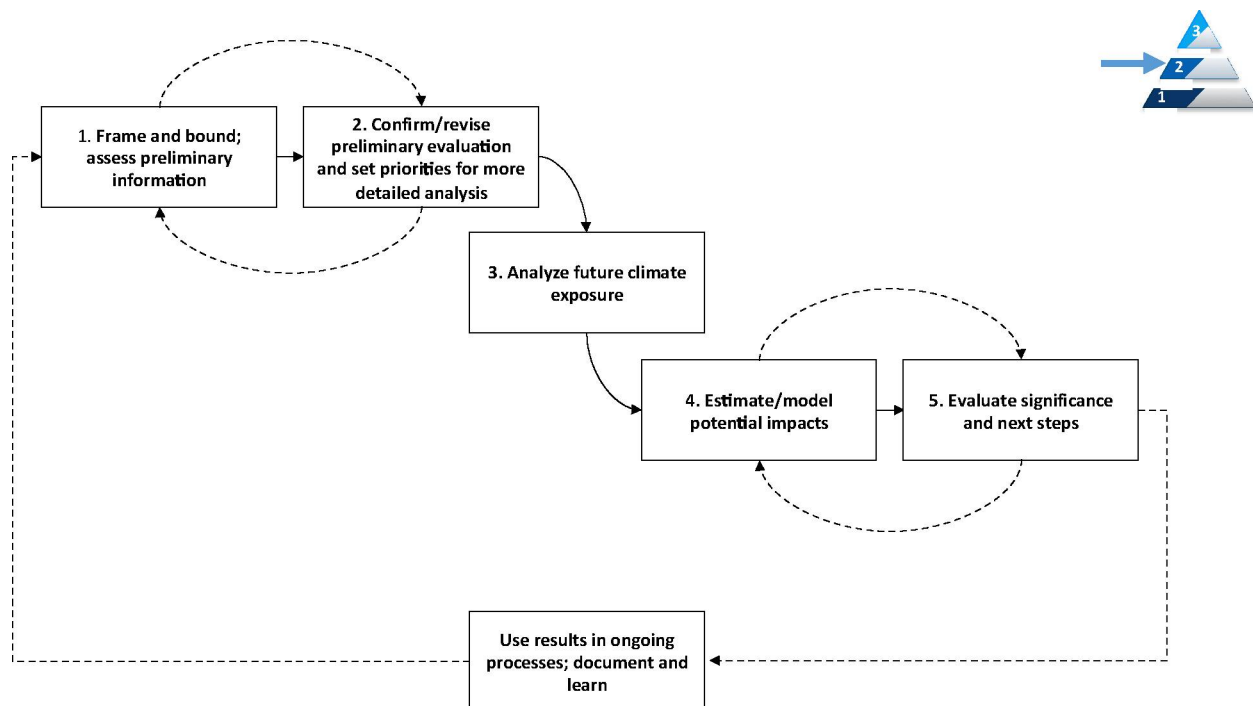 3
2
1
1. Frame and bound;
assess preliminary
information
2. Confirm/revise
preliminary evaluation
and set priorities for more
detailed analysis
3. Analyze future climate
exposure
4. Estimate/model
potential impacts
5. Evaluate significance
and next steps
Use results in ongoing
processes; document and
learn